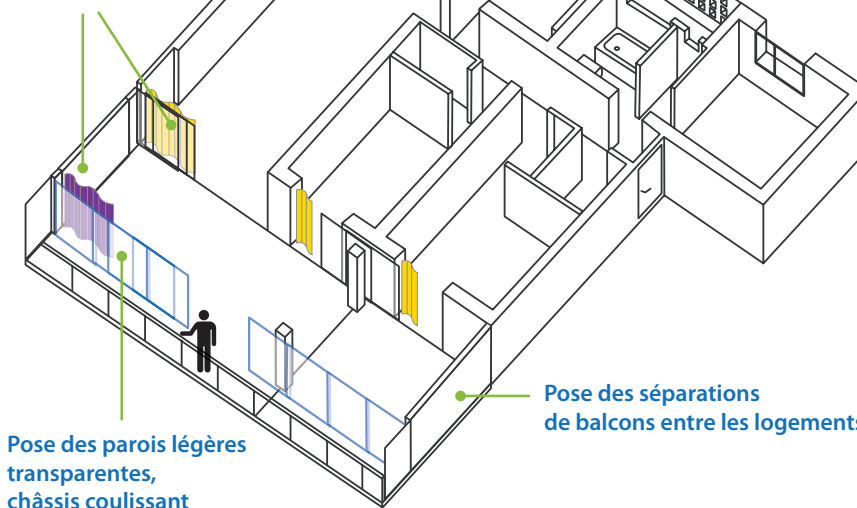 Pose des séparations
de balcons entre les logements
Pose des parois légères
transparentes,
châssis coulissant